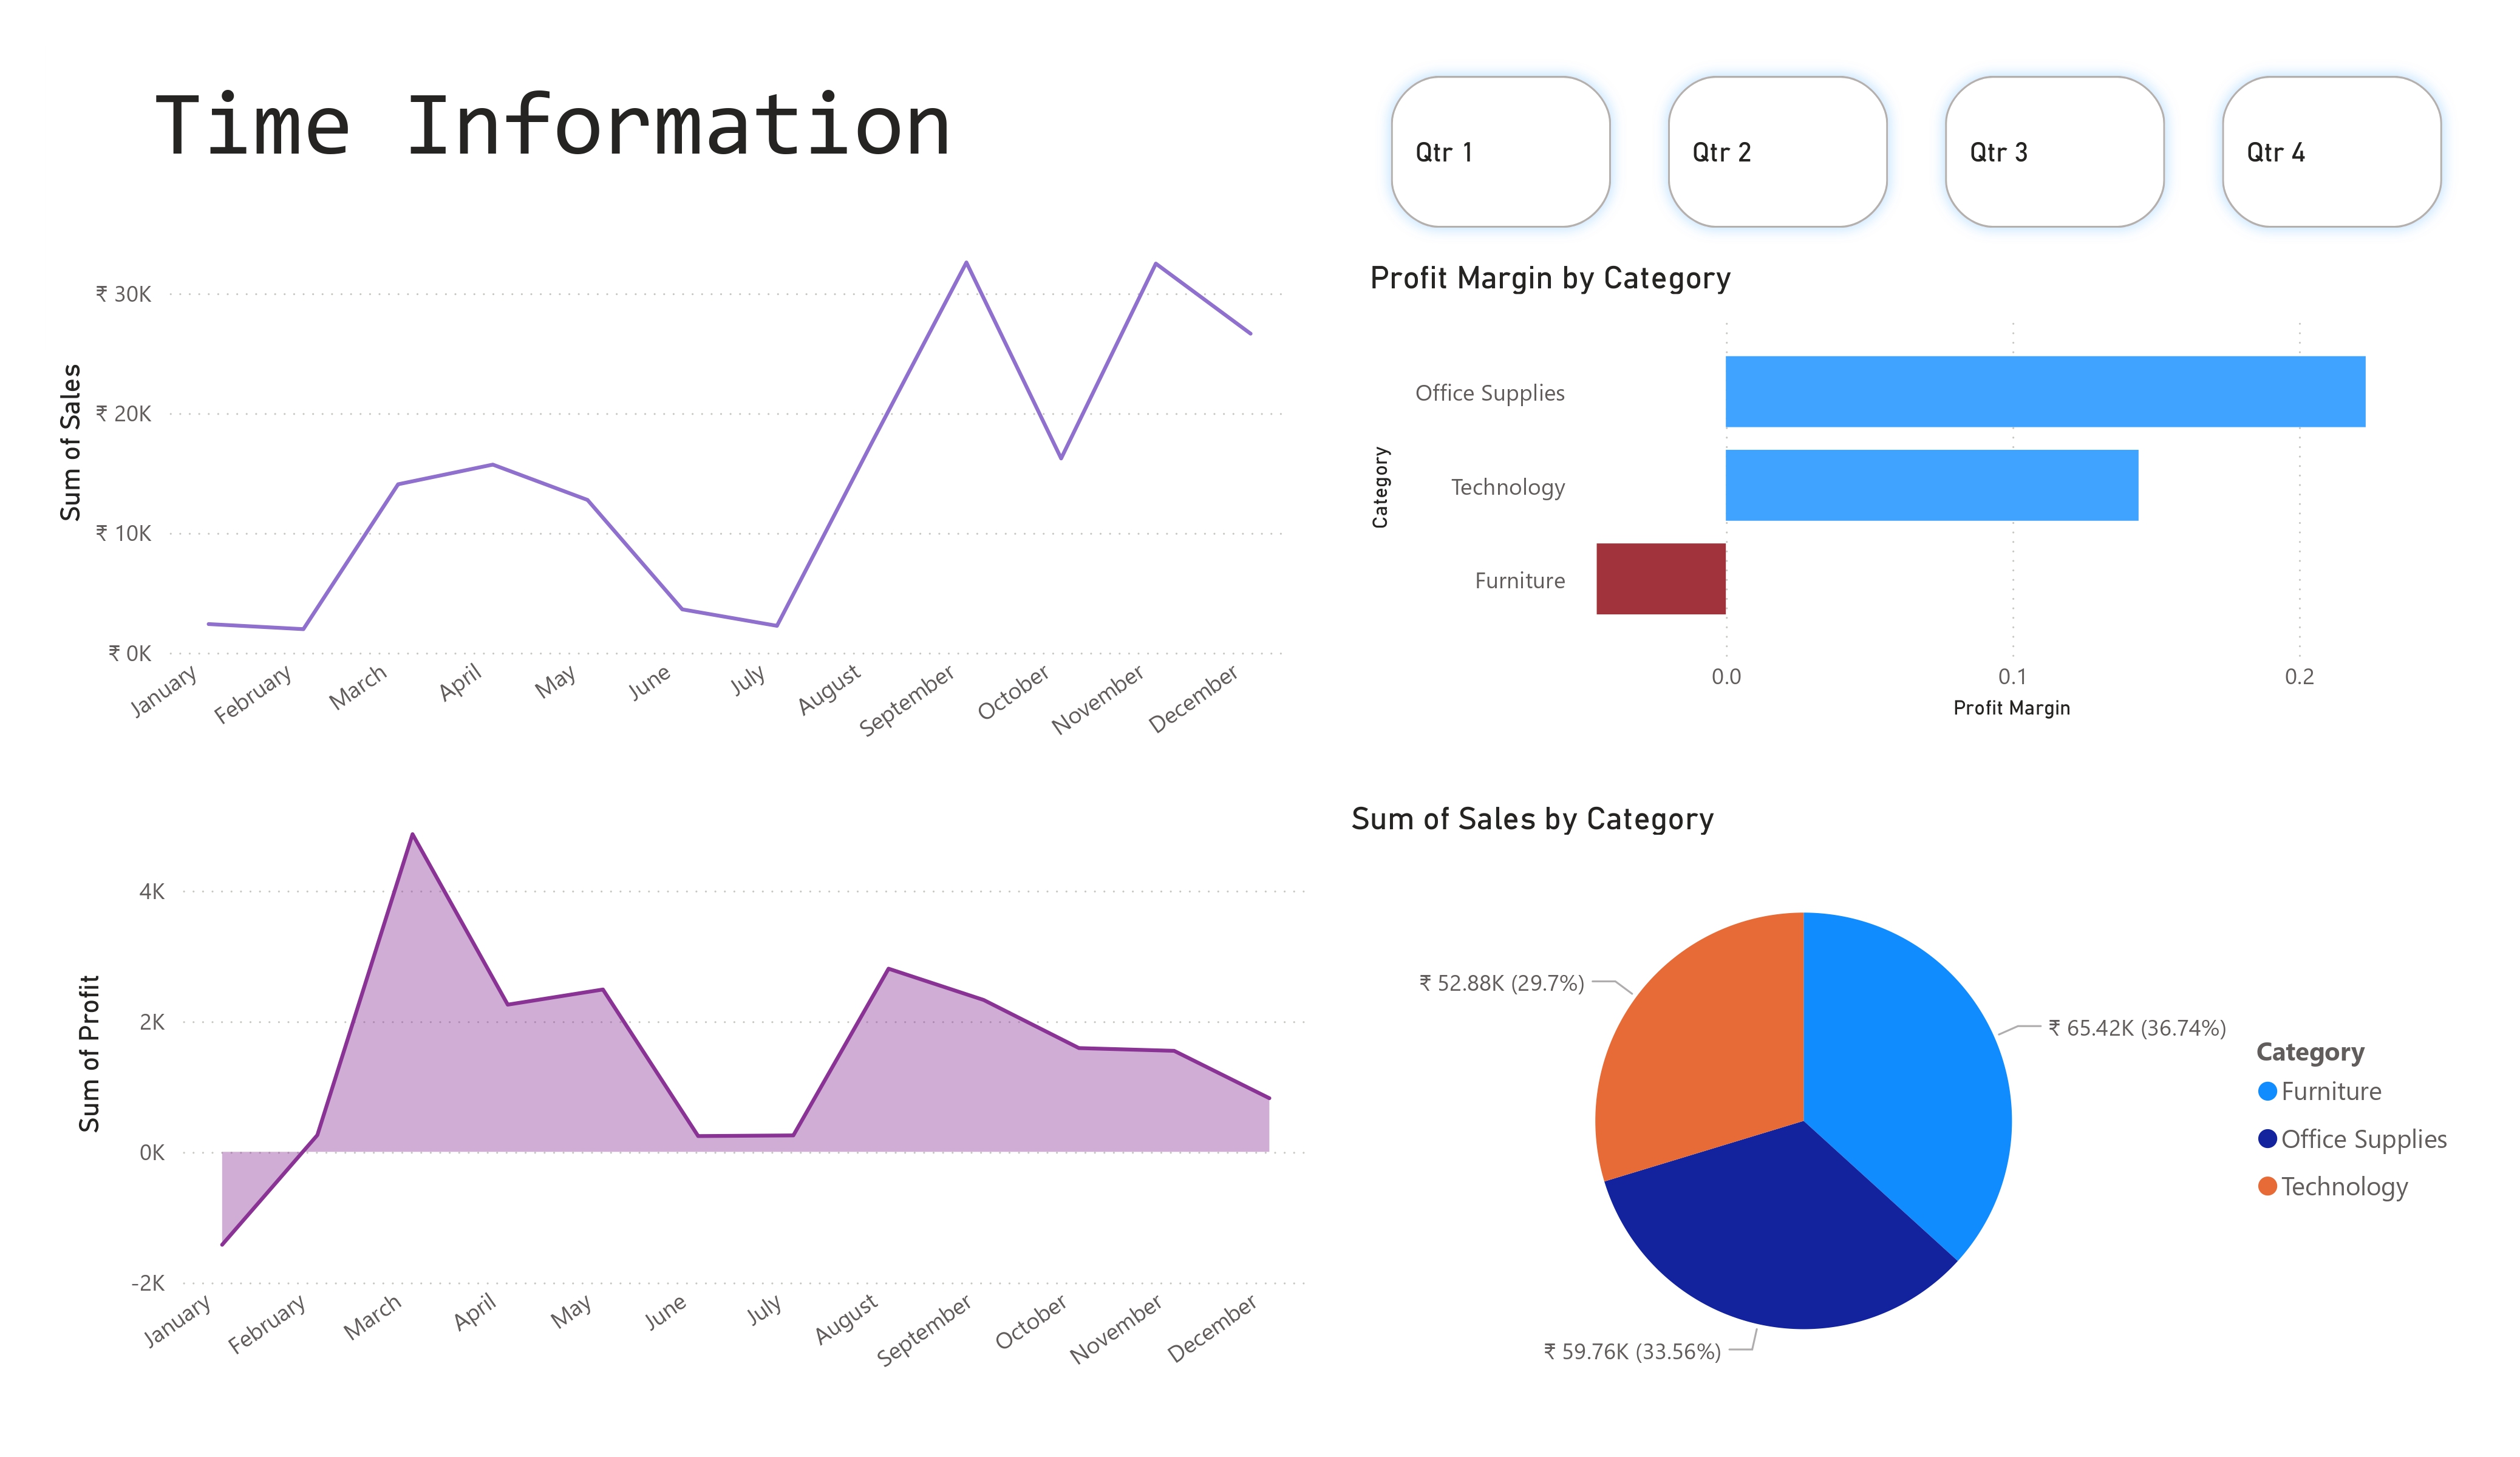 Time Information
Qtr 1
Qtr 2
Qtr 3
Qtr 4
Sum of Sales
₹ 30K
₹ 20K
₹ 10K
₹ 0K
January
February
March
April
May
June
July
August
September
October
November
December
Profit Margin by Category
Category
Office Supplies
Technology
Furniture
0.0
0.1
0.2
Profit Margin
Sum of Profit
4K
2K
0K
-2K
January
February
March
April
May
June
July
August
September
October
November
December
Sum of Sales by Category
₹ 52.88K (29.7%)
₹ 65.42K (36.74%)
₹ 59.76K (33.56%)
Category
Furniture
Office Supplies
Technology